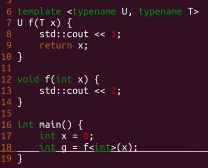 6 template <typename U, typename T>
7 U f(T x) {
8 std::cout << 1;
9 return x;
10 }
11
12 void f(int x) {
13 std::cout << 2;
14 }
15
16 int main() {
17 int x = 0;
18 int g = f<int>(x);
19 }